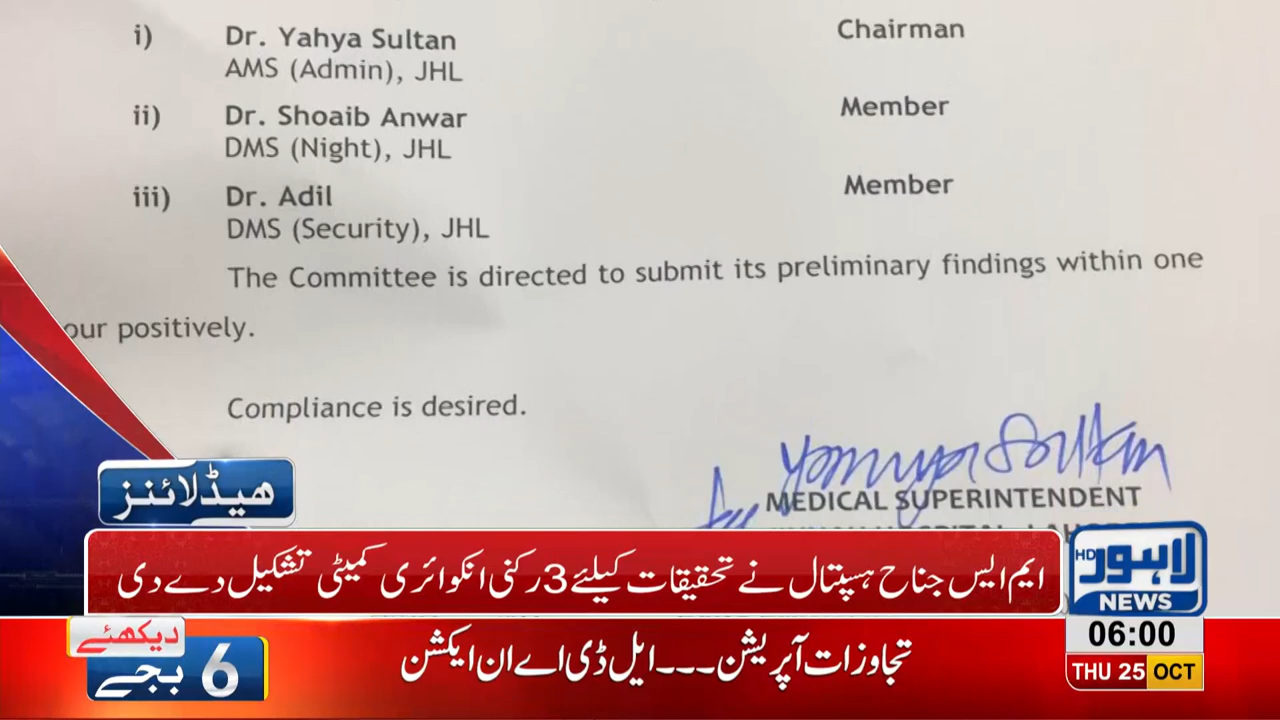 i) Dr. Yahya Sultan Chairman
AMS (Admin), JHL
ii) Dr. Shoaib Anwar Member
DMS (Night), JHL
iii) Dr. Adil Member
DMS (Security), JHL
The Committee is directed to submit its preliminary findings within one
our positively.
Compliance is desired.
Yahya Sultan
MEDICAL SUPERINTENDENT
ہیڈلائنز
ایم ایس جناح ہسپتال نے تحقیقات کیلئے 3 رکنی انکوائری کمیٹی تشکیل دے دی
لاہور HD
NEWS
06:00
THU 25 OCT
دیکھئے
6 بجے
تجاوزات آپریشن۔۔۔ایل ڈی اے ان ایکشن